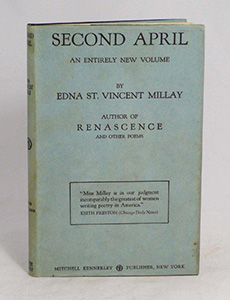 SECOND APRIL
AN ENTIRELY NEW VOLUME
BY
EDNA ST. VINCENT MILLAY
AUTHOR OF
RENASCENCE
AND OTHER POEMS
"Miss Millay is in our judgment
incomparably the greatest of women
writing poetry in America."
EDITH PRESTON (Chicago Daily News)
MITCHELL KENNERLEY PUBLISHER, NEW YORK